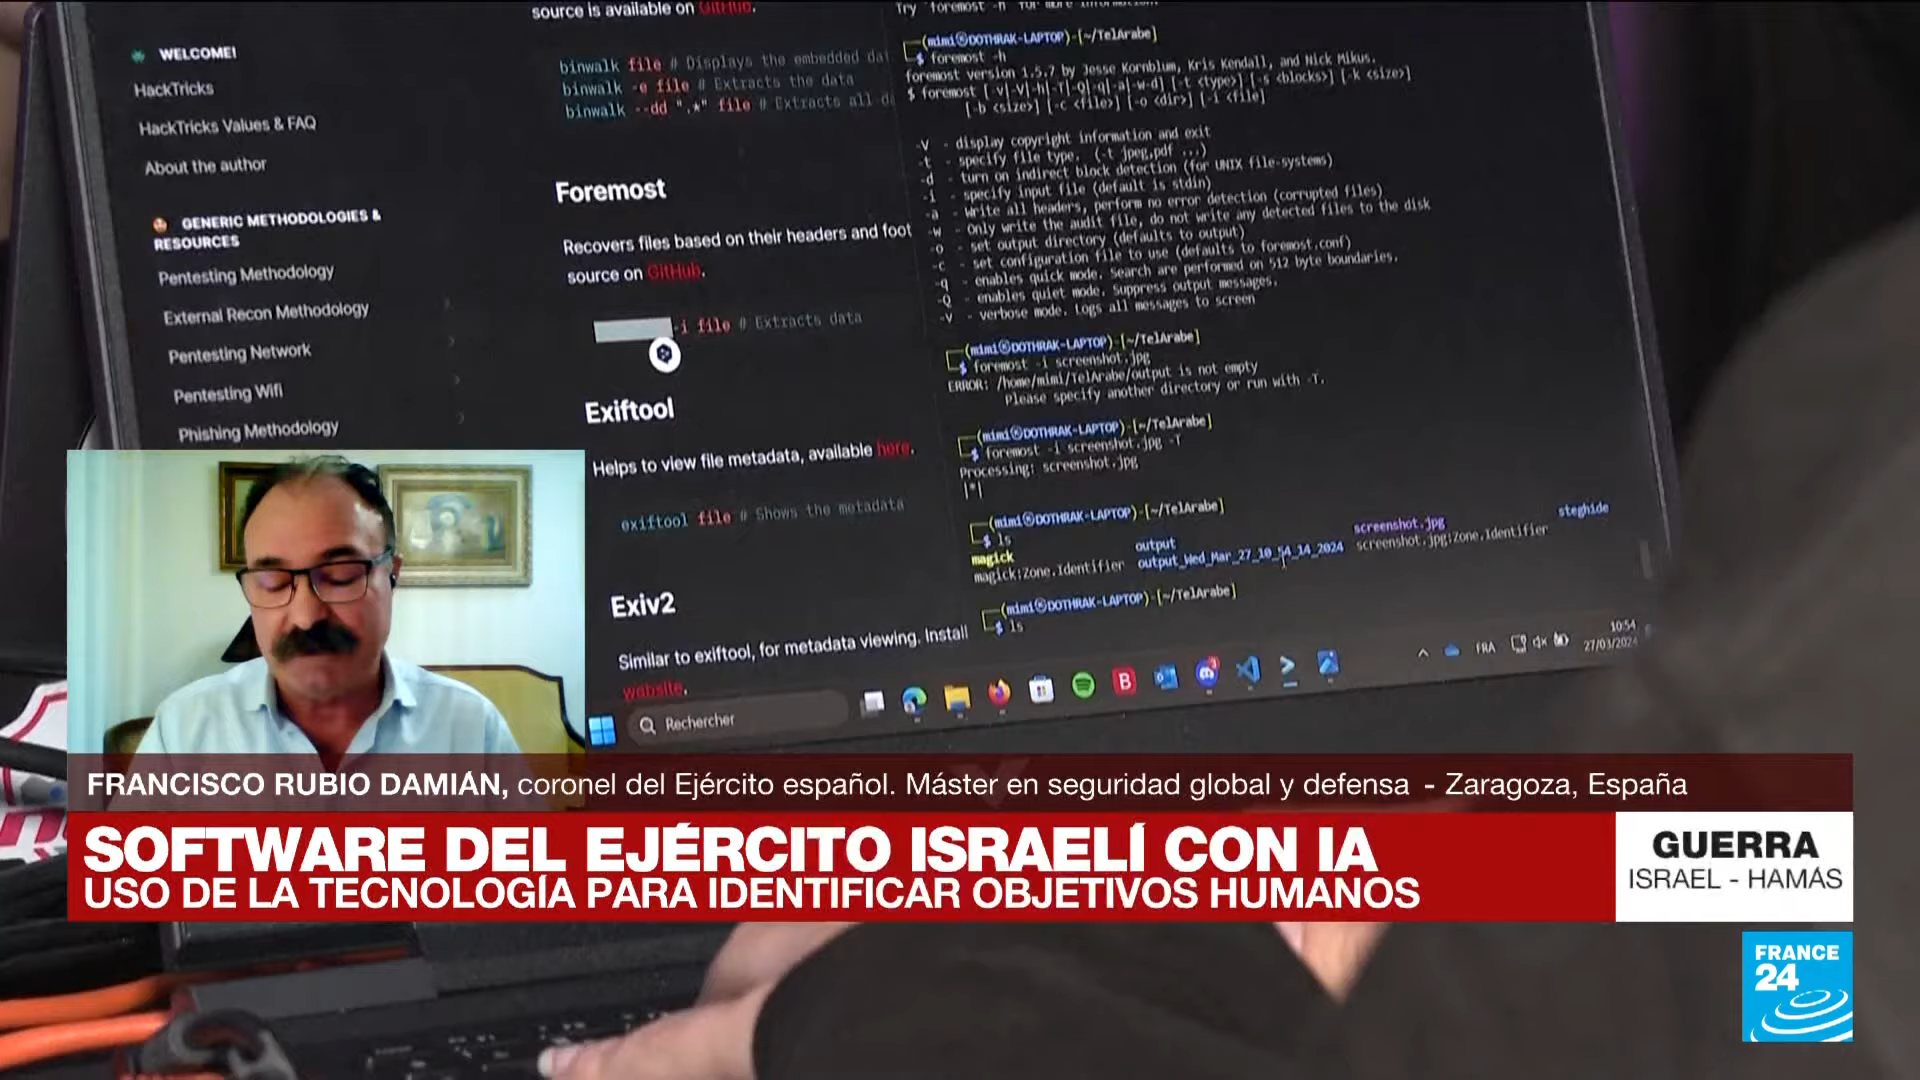 source is available on GitHub.
WELCOME!
HackTricks
HackTricks Values & FAQ
About the author
GENERIC METHODOLOGIES &
RESOURCES
Pentesting Methodology
External Recon Methodology
Pentesting Network
Pentesting Wifi
Phishing Methodology
binwalk file # Displays the embedded
binwalk -e file # Extracts the data
binwalk --dd ".*" file # Extracts all
Foremost
Recovers files based on their headers and foot
source on GitHub.
-i file # Extracts data
Exiftool
Helps to view file metadata, available here.
exiftool file # Shows the metadata
Exiv2
Similar to exiftool, for metadata viewing. Install
website.
(mimi㉿DOTHRAK-LAPTOP)-[~/TelArabe]
$ foremost -h
foremost version 1.5.7 by Jesse Kornblum, Kris Kendall, and Nick Mikus.
$ foremost [-v|-V|-h|-T|-Q|-q|-a|-w-d] [-t <type>] [-s <blocks>] [-k <size>]
[-b <size>] [-c <file>] [-o <dir>] [-i <file]
-V - display copyright information and exit
-t - specify file type. (-t jpeg,pdf ...)
-d - turn on indirect block detection (for UNIX file-systems)
-i - specify input file (default is stdin)
-a - Write all headers, perform no error detection (corrupted files)
-w - Only write the audit file, do not write any detected files to the disk
-o - set output directory (defaults to output)
-c - set configuration file to use (defaults to foremost.conf)
-q - enables quick mode. Search are performed on 512 byte boundaries.
-Q - enables quiet mode. Suppress output messages.
-v - verbose mode. Logs all messages to screen
(mimi㉿DOTHRAK-LAPTOP)-[~/TelArabe]
$ foremost -i screenshot.jpg
ERROR: /home/mimi/TelArabe/output is not empty
Please specify another directory or run with -T.
(mimi㉿DOTHRAK-LAPTOP)-[~/TelArabe]
$ foremost -i screenshot.jpg -T
Processing: screenshot.jpg
|*|
(mimi㉿DOTHRAK-LAPTOP)-[~/TelArabe]
$ ls
magick output screenshot.jpg steghide
magick:Zone.Identifier output_Wed_Mar_27_10_54_14_2024 screenshot.jpg:Zone.Identifier
(mimi㉿DOTHRAK-LAPTOP)-[~/TelArabe]
$ ls
Rechercher
FRA
10:54
27/03/2024
FRANCISCO RUBIO DAMIÁN, coronel del Ejército español. Máster en seguridad global y defensa - Zaragoza, España
SOFTWARE DEL EJÉRCITO ISRAELÍ CON IA
USO DE LA TECNOLOGÍA PARA IDENTIFICAR OBJETIVOS HUMANOS
GUERRA
ISRAEL - HAMÁS
FRANCE
24